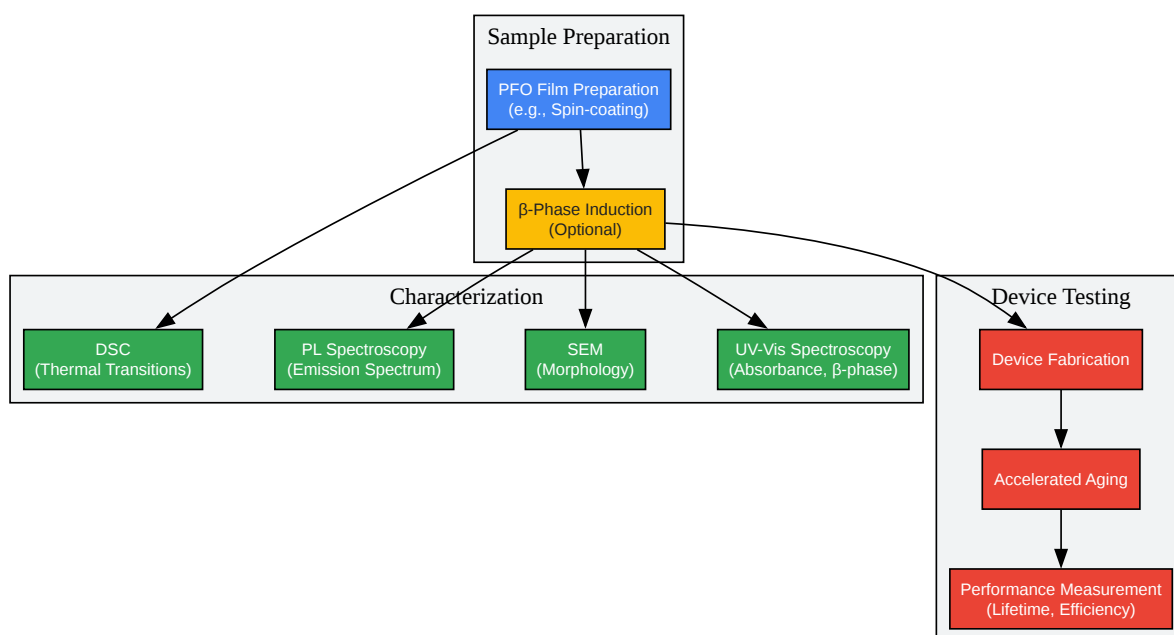 Sample Preparation
PFO Film Preparation
(e.g., Spin-coating)
β-Phase Induction
(Optional)
Characterization
DSC
(Thermal Transitions)
PL Spectroscopy
(Emission Spectrum)
SEM
(Morphology)
UV-Vis Spectroscopy
(Absorbance, β-phase)
Device Testing
Device Fabrication
Accelerated Aging
Performance Measurement
(Lifetime, Efficiency)